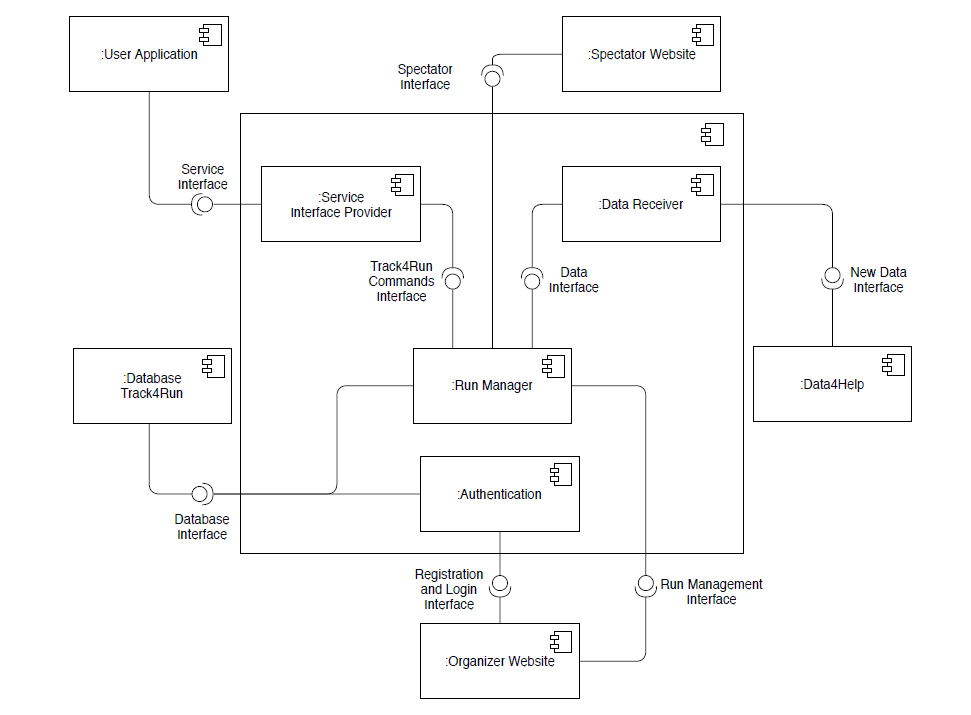 :User Application
:Spectator Website
Spectator
Interface
Service
Interface
:Service
Interface Provider
:Data Receiver
Track4Run
Commands
Interface
Data
Interface
New Data
Interface
:Database
Track4Run
:Run Manager
:Data4Help
:Authentication
Database
Interface
Registration
and Login
Interface
Run Management
Interface
:Organizer Website